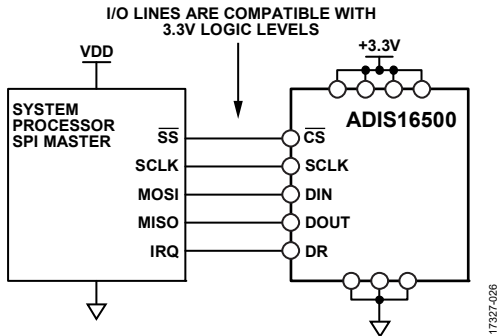 I/O LINES ARE COMPATIBLE WITH
3.3V LOGIC LEVELS
VDD
+3.3V
SYSTEM
PROCESSOR
SPI MASTER
ADIS16500
SS
CS
SCLK
SCLK
MOSI
DIN
MISO
DOUT
IRQ
DR
17327-026